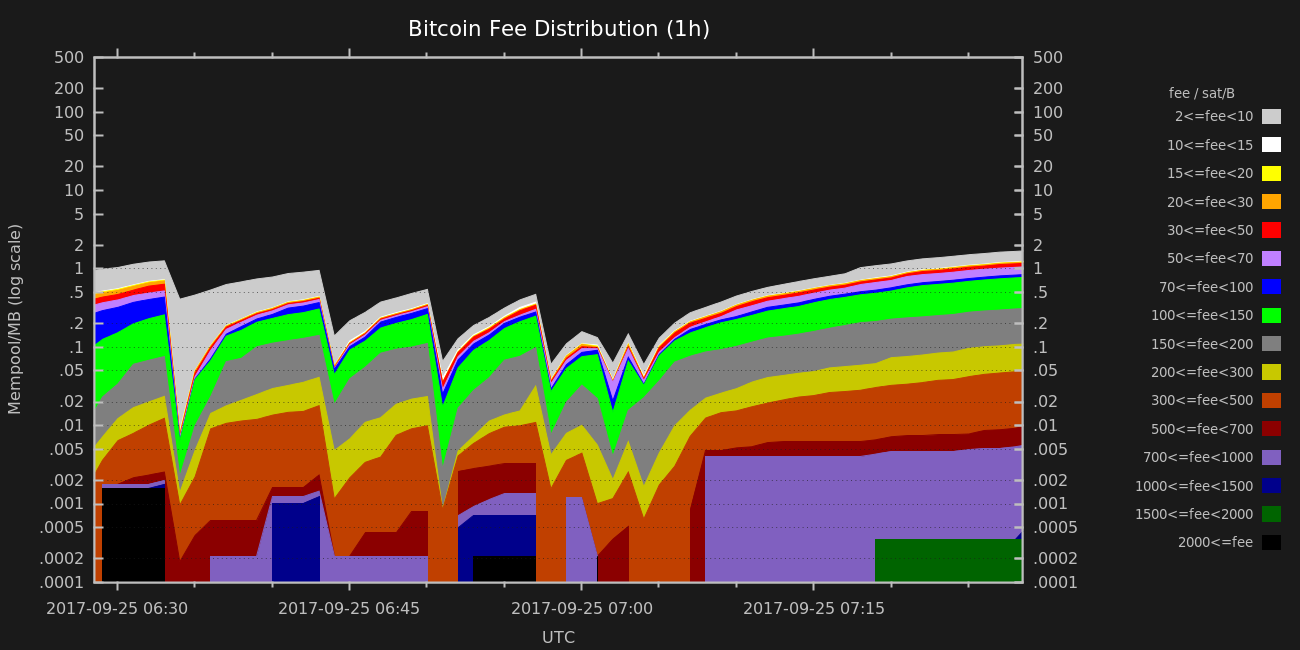 Bitcoin Fee Distribution (1h)
Mempool/MB (log scale)
500
200
100
50
20
10
5
2
1
.5
.2
.1
.05
.02
.01
.005
.002
.001
.0005
.0002
.0001
500
200
100
50
20
10
5
2
1
.5
.2
.1
.05
.02
.01
.005
.002
.001
.0005
.0002
.0001
2017-09-25 06:30
2017-09-25 06:45
2017-09-25 07:00
2017-09-25 07:15
UTC
fee / sat/B
2<=fee<10
10<=fee<15
15<=fee<20
20<=fee<30
30<=fee<50
50<=fee<70
70<=fee<100
100<=fee<150
150<=fee<200
200<=fee<300
300<=fee<500
500<=fee<700
700<=fee<1000
1000<=fee<1500
1500<=fee<2000
2000<=fee